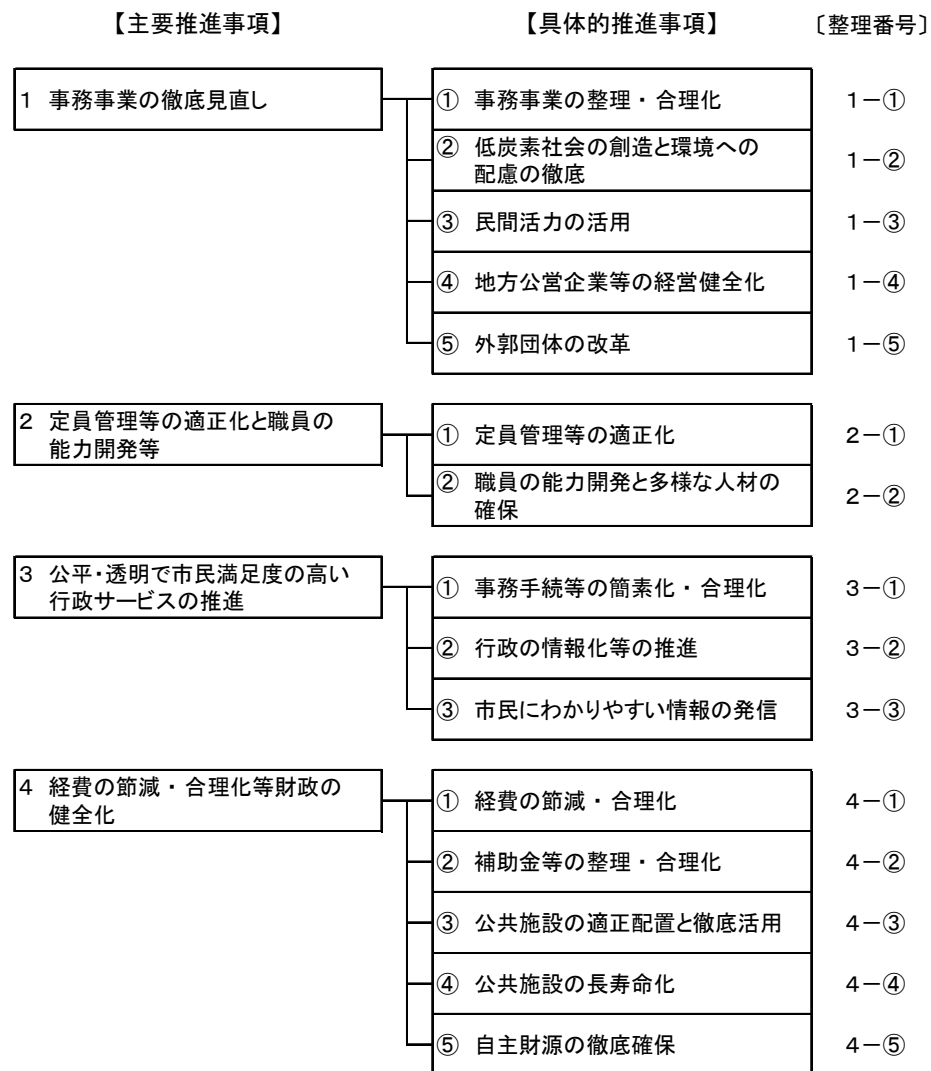 【主要推進事項】 【具体的推進事項】 〔整理番号〕
1 事務事業の徹底見直し
① 事務事業の整理・合理化 1-①
② 低炭素社会の創造と環境への
配慮の徹底 1-②
③ 民間活力の活用 1-③
④ 地方公営企業等の経営健全化 1-④
⑤ 外郭団体の改革 1-⑤
2 定員管理等の適正化と職員の
能力開発等
① 定員管理等の適正化 2-①
② 職員の能力開発と多様な人材の
確保 2-②
3 公平・透明で市民満足度の高い
行政サービスの推進
① 事務手続等の簡素化・合理化 3-①
② 行政の情報化等の推進 3-②
③ 市民にわかりやすい情報の発信 3-③
4 経費の節減・合理化等財政の
健全化
① 経費の節減・合理化 4-①
② 補助金等の整理・合理化 4-②
③ 公共施設の適正配置と徹底活用 4-③
④ 公共施設の長寿命化 4-④
⑤ 自主財源の徹底確保 4-⑤